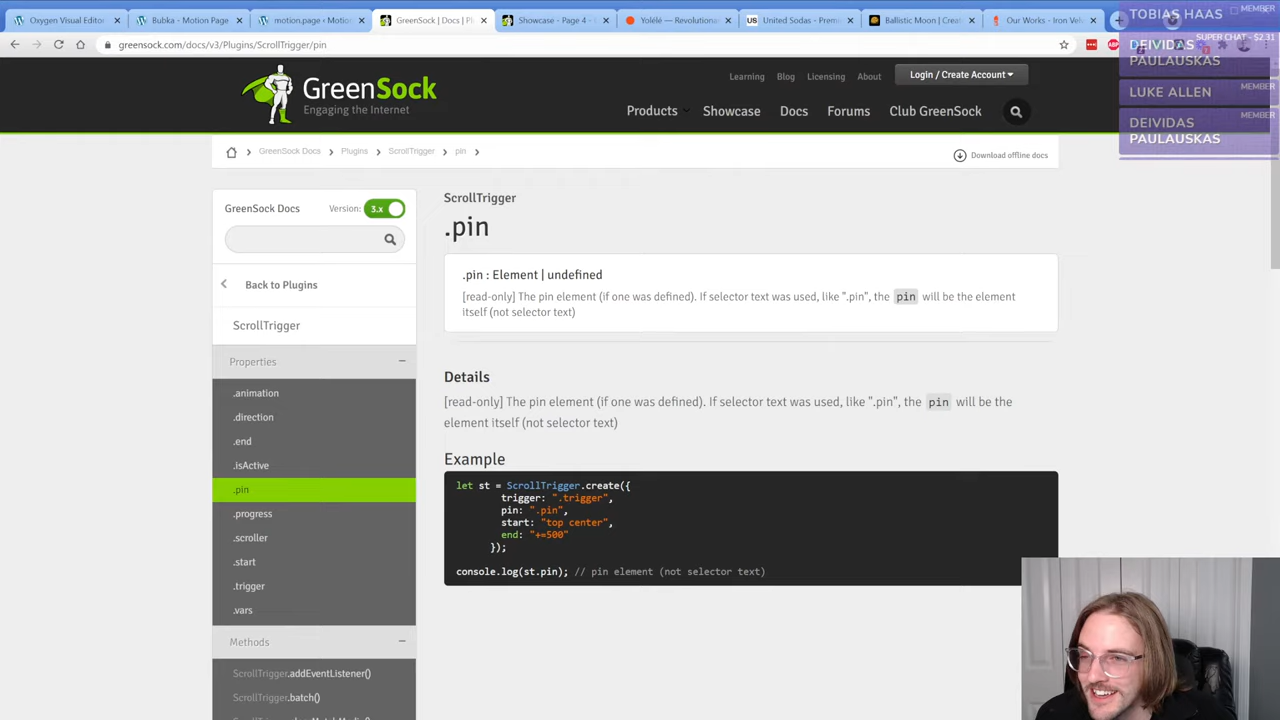 Oxygen Visual Editor
Bubka - Motion Page
motion.page • Motion
GreenSock | Docs | Pl
Showcase - Page 4 -
Yolélé — Revolutionar
US United Sodas - Premi
Ballistic Moon | Creat
Our Works - Iron Velv
greensock.com/docs/v3/Plugins/ScrollTrigger/pin
ABP
TOBIAS HAAS
MEMBER
SUPER CHAT - $2.31
DEIVIDAS
PAULAUSKAS
LUKE ALLEN
MEMBER
DEIVIDAS
PAULAUSKAS
MEMBER
GreenSock
Engaging the Internet
Learning
Blog
Licensing
About
Login / Create Account
Products
Showcase
Docs
Forums
Club GreenSock
GreenSock Docs
Plugins
ScrollTrigger
pin
Download offline docs
GreenSock Docs
Version:
3.x
Back to Plugins
ScrollTrigger
Properties
.animation
.direction
.end
.isActive
.pin
.progress
.scroller
.start
.trigger
.vars
Methods
ScrollTrigger.addEventListener()
ScrollTrigger.batch()
ScrollTrigger
.pin
.pin : Element | undefined
[read-only] The pin element (if one was defined). If selector text was used, like ".pin", the pin will be the element
itself (not selector text)
Details
[read-only] The pin element (if one was defined). If selector text was used, like ".pin", the pin will be the
element itself (not selector text)
Example
let st = ScrollTrigger.create({
trigger: ".trigger",
pin: ".pin",
start: "top center",
end: "+=500"
});
console.log(st.pin); // pin element (not selector text)